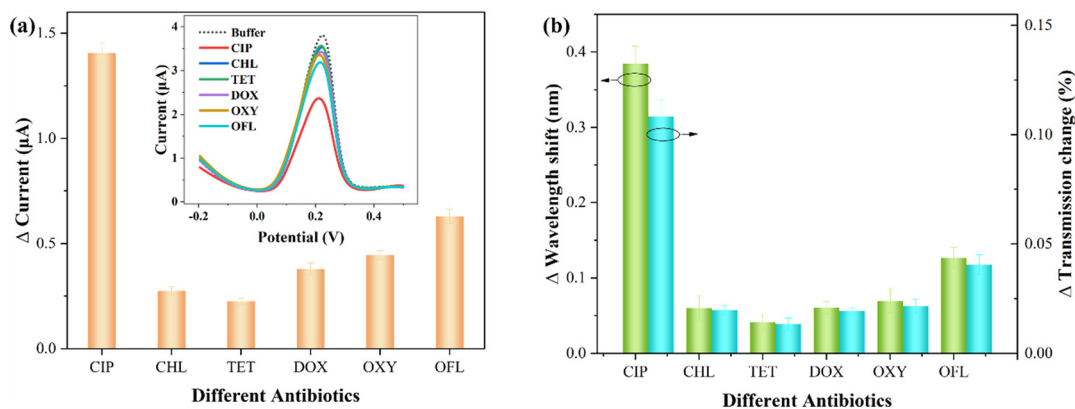 (a)
Δ Current (μA)
1.5
1.0
0.5
0.0
CIP CHL TET DOX OXY OFL
Different Antibiotics
Current (μA)
4
3
2
1
0
-0.2 0.0 0.2 0.4
Potential (V)
Buffer
CIP
CHL
TET
DOX
OXY
OFL
(b)
Δ Wavelength shift (nm)
0.4
0.3
0.2
0.1
0.0
CIP CHL TET DOX OXY OFL
Different Antibiotics
0.15
0.10
0.05
0.00
Δ Transmission change (%)